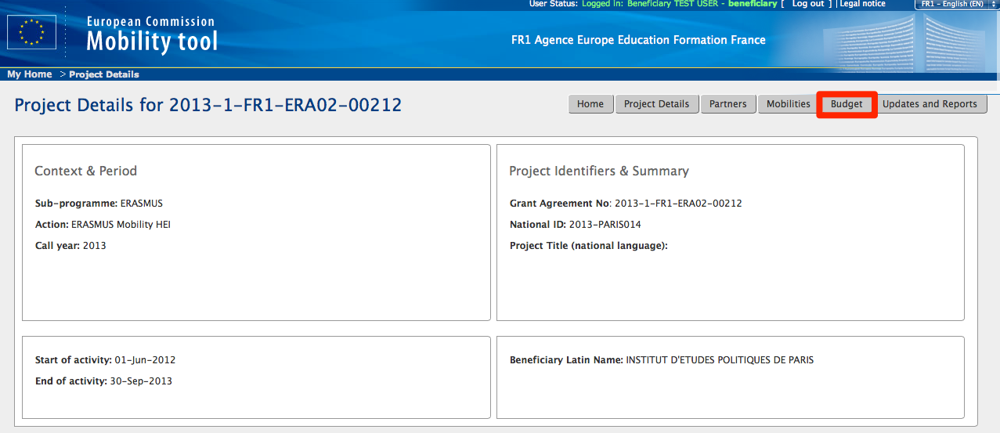 User Status: Logged in: Beneficiary TEST USER - beneficiary [ Log out ] | Legal notice FR1 - English (EN)
European Commission
Mobility tool
FR1 Agence Europe Education Formation France
My Home > Project Details
Project Details for 2013-1-FR1-ERA02-00212
Home Project Details Partners Mobilities Budget Updates and Reports
Context & Period
Sub-programme: ERASMUS
Action: ERASMUS Mobility HEI
Call year: 2013
Project Identifiers & Summary
Grant Agreement No: 2013-1-FR1-ERA02-00212
National ID: 2013-PARIS014
Project Title (national language):
Start of activity: 01-Jun-2012
End of activity: 30-Sep-2013
Beneficiary Latin Name: INSTITUT D'ETUDES POLITIQUES DE PARIS